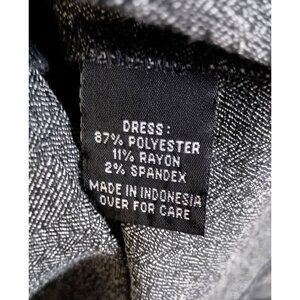 DRESS:
87% POLYESTER
11% RAYON
2% SPANDEX
MADE IN INDONESIA
OVER FOR CARE